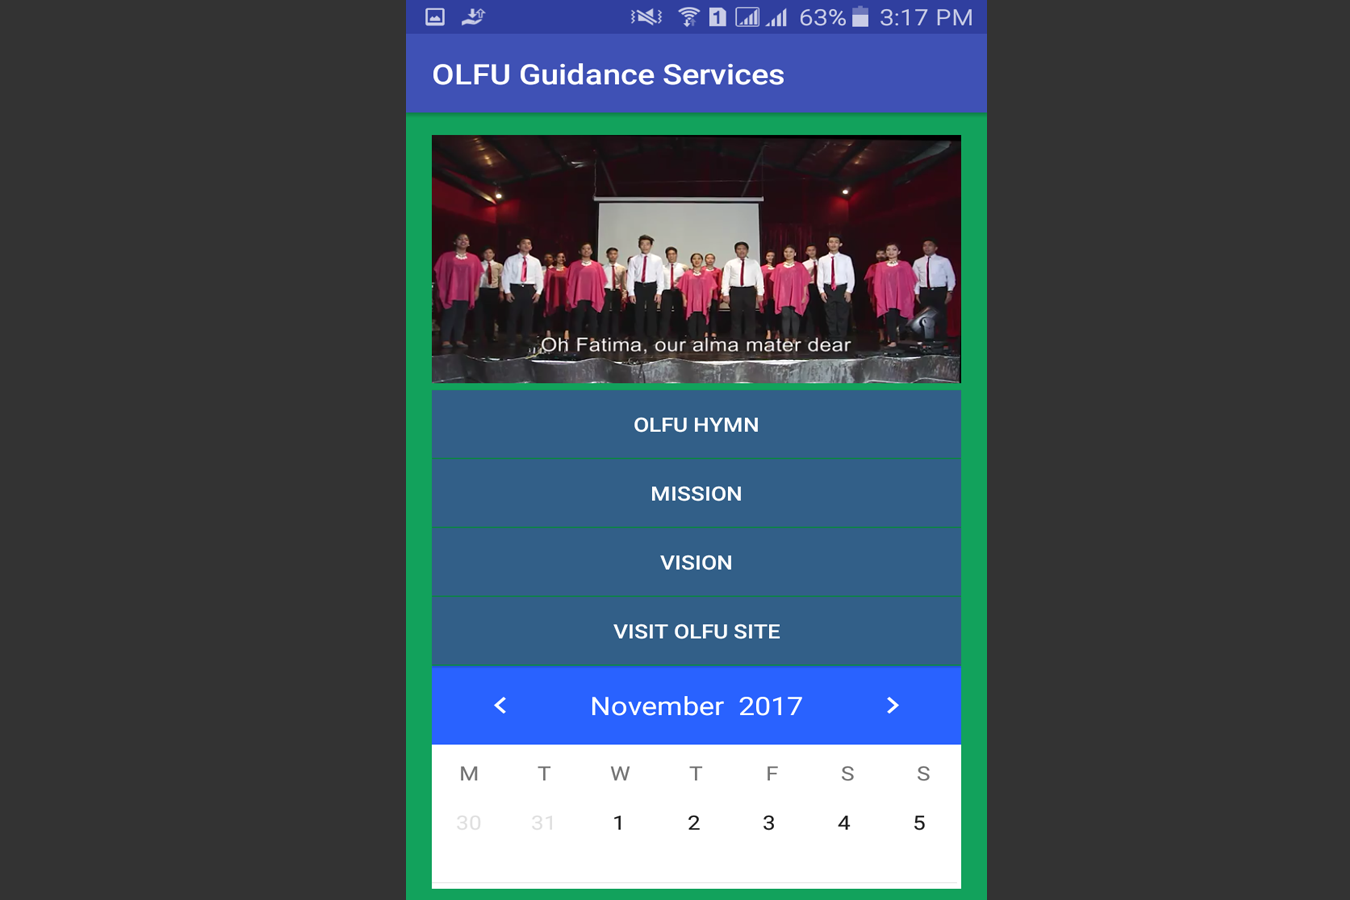 1 63% 3:17 PM
OLFU Guidance Services
Oh Fatima, our alma mater dear
OLFU HYMN
MISSION
VISION
VISIT OLFU SITE
< November 2017 >
M T W T F S S
30 31 1 2 3 4 5